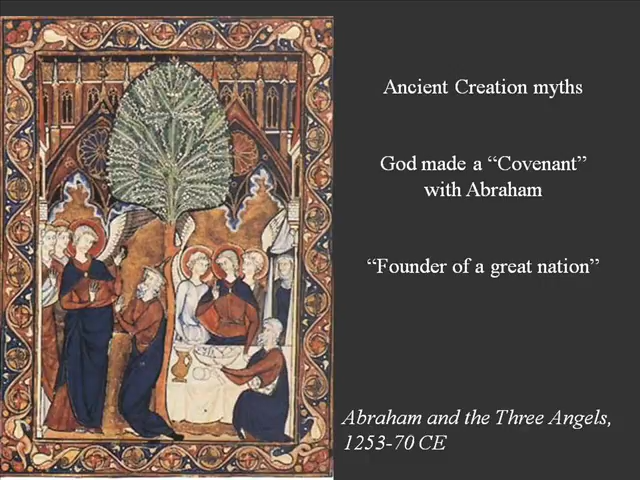 Ancient Creation myths
God made a “Covenant”
with Abraham
“Founder of a great nation”
Abraham and the Three Angels,
1253-70 CE